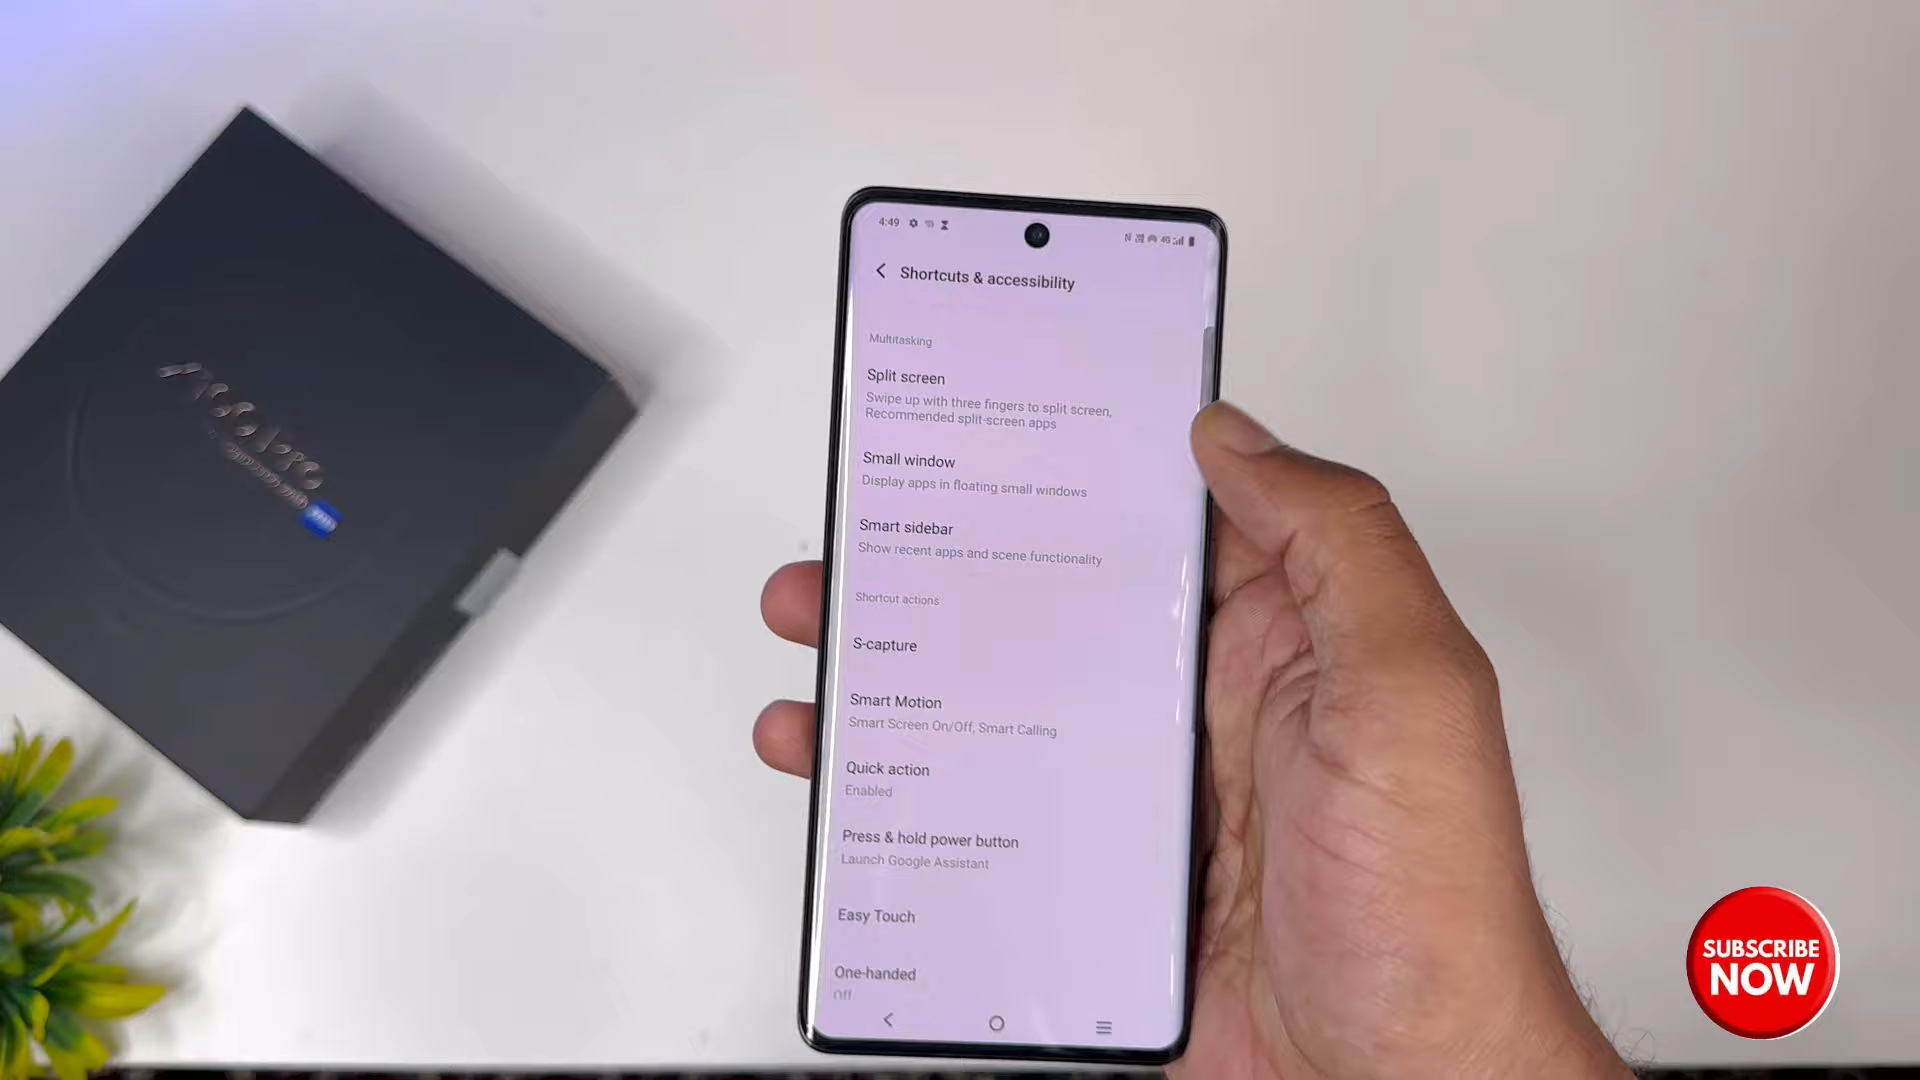 4:49
4G
Shortcuts & accessibility
Multitasking
Split screen
Swipe up with three fingers to split screen,
Recommended split-screen apps
Small window
Display apps in floating small windows
Smart sidebar
Show recent apps and scene functionality
Shortcut actions
S-capture
Smart Motion
Smart Screen On/Off, Smart Calling
Quick action
Enabled
Press & hold power button
Launch Google Assistant
Easy Touch
One-handed
Off
SUBSCRIBE
NOW